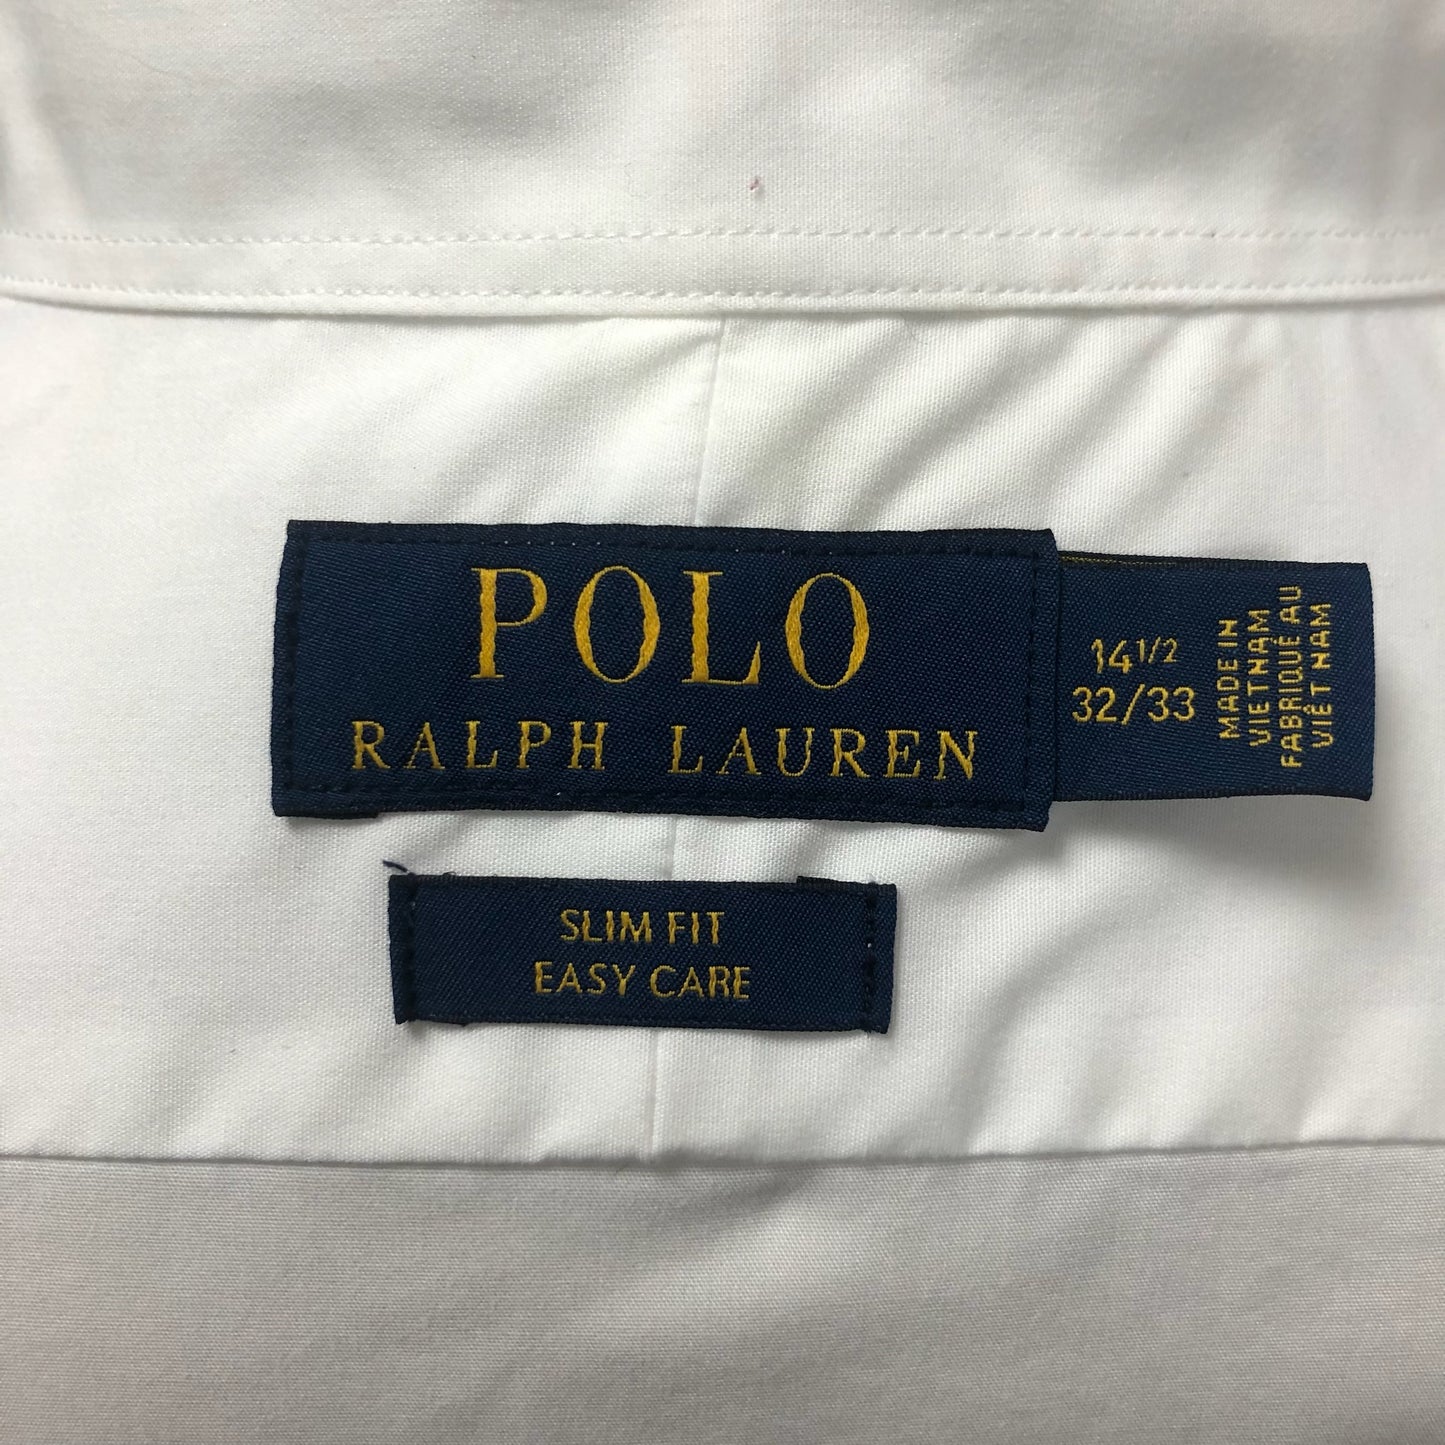 POLO
RALPH LAUREN
14 1/2
32/33
MADE IN
VIETNAM
FABRIQUÉ AU
VIÊT NAM
SLIM FIT
EASY CARE